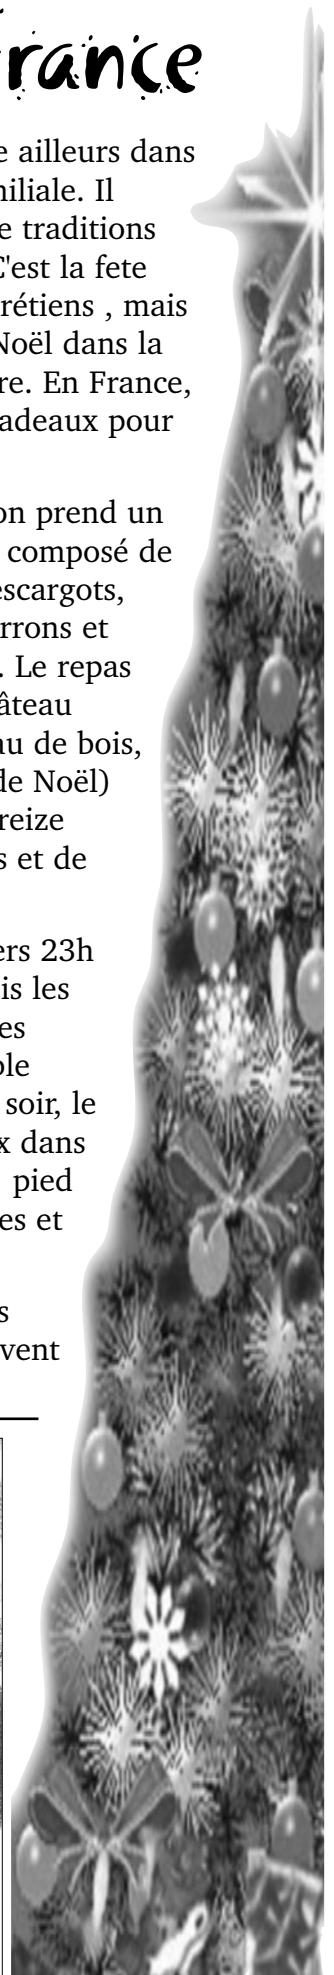 rance
e ailleurs dans
niliale. Il
e traditions
C'est la fete
rétiens , mais
Noël dans la
re. En France,
adeaux pour
on prend un
composé de
escargots,
rrons et
. Le repas
âteau
au de bois,
de Noël)
reize
s et de
ers 23h
is les
es
ple
soir, le
x dans
pied
es et
s
vent